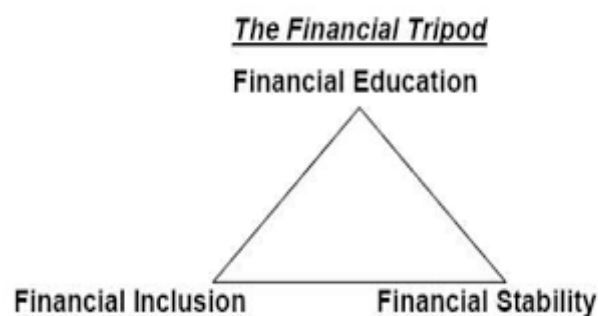 The Financial Tripod
Financial Education
Financial Inclusion Financial Stability